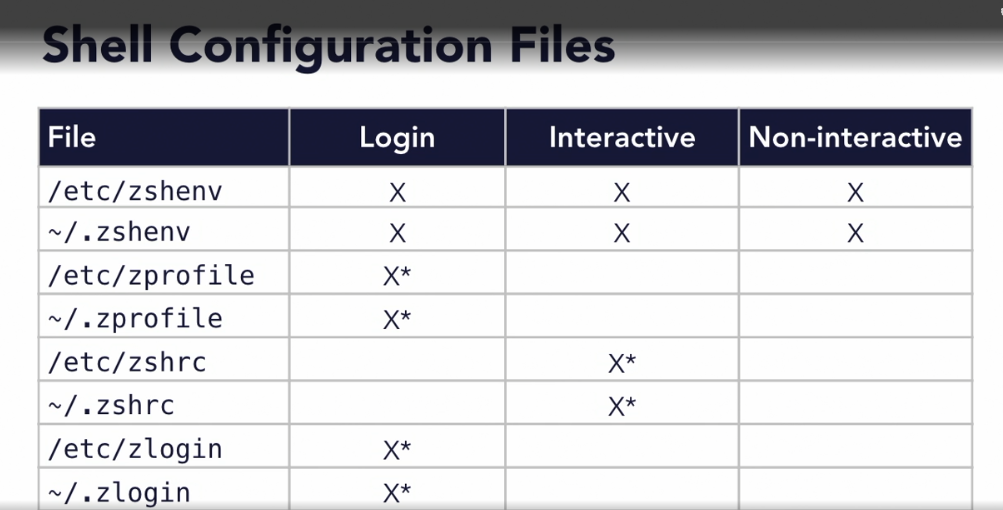 Shell Configuration Files
File Login Interactive Non-interactive
/etc/zshenv X X X
~/.zshenv X X X
/etc/zprofile X*
~/.zprofile X*
/etc/zshrc X*
~/.zshrc X*
/etc/zlogin X*
~/.zlogin X*